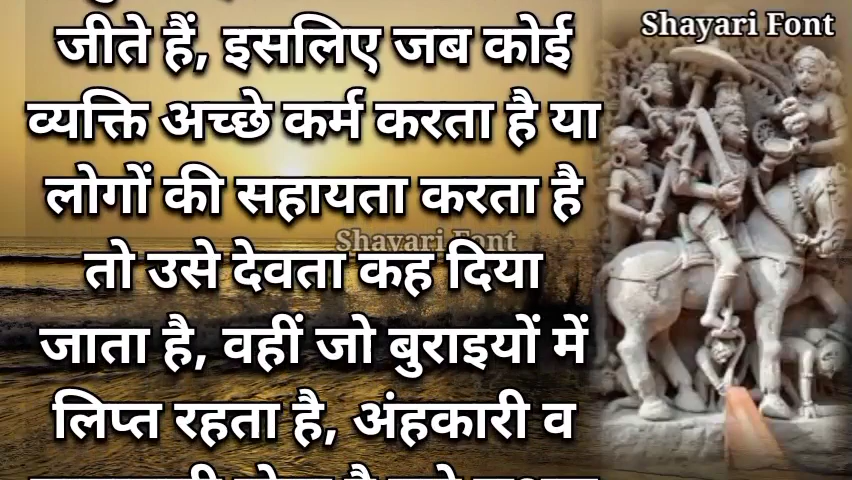 Shayari Font
जीते हैं, इसलिए जब कोई
व्यक्ति अच्छे कर्म करता है या
लोगों की सहायता करता है
Shayari Font
तो उसे देवता कह दिया
जाता है, वहीं जो बुराइयों में
लिप्त रहता है, अंहकारी व